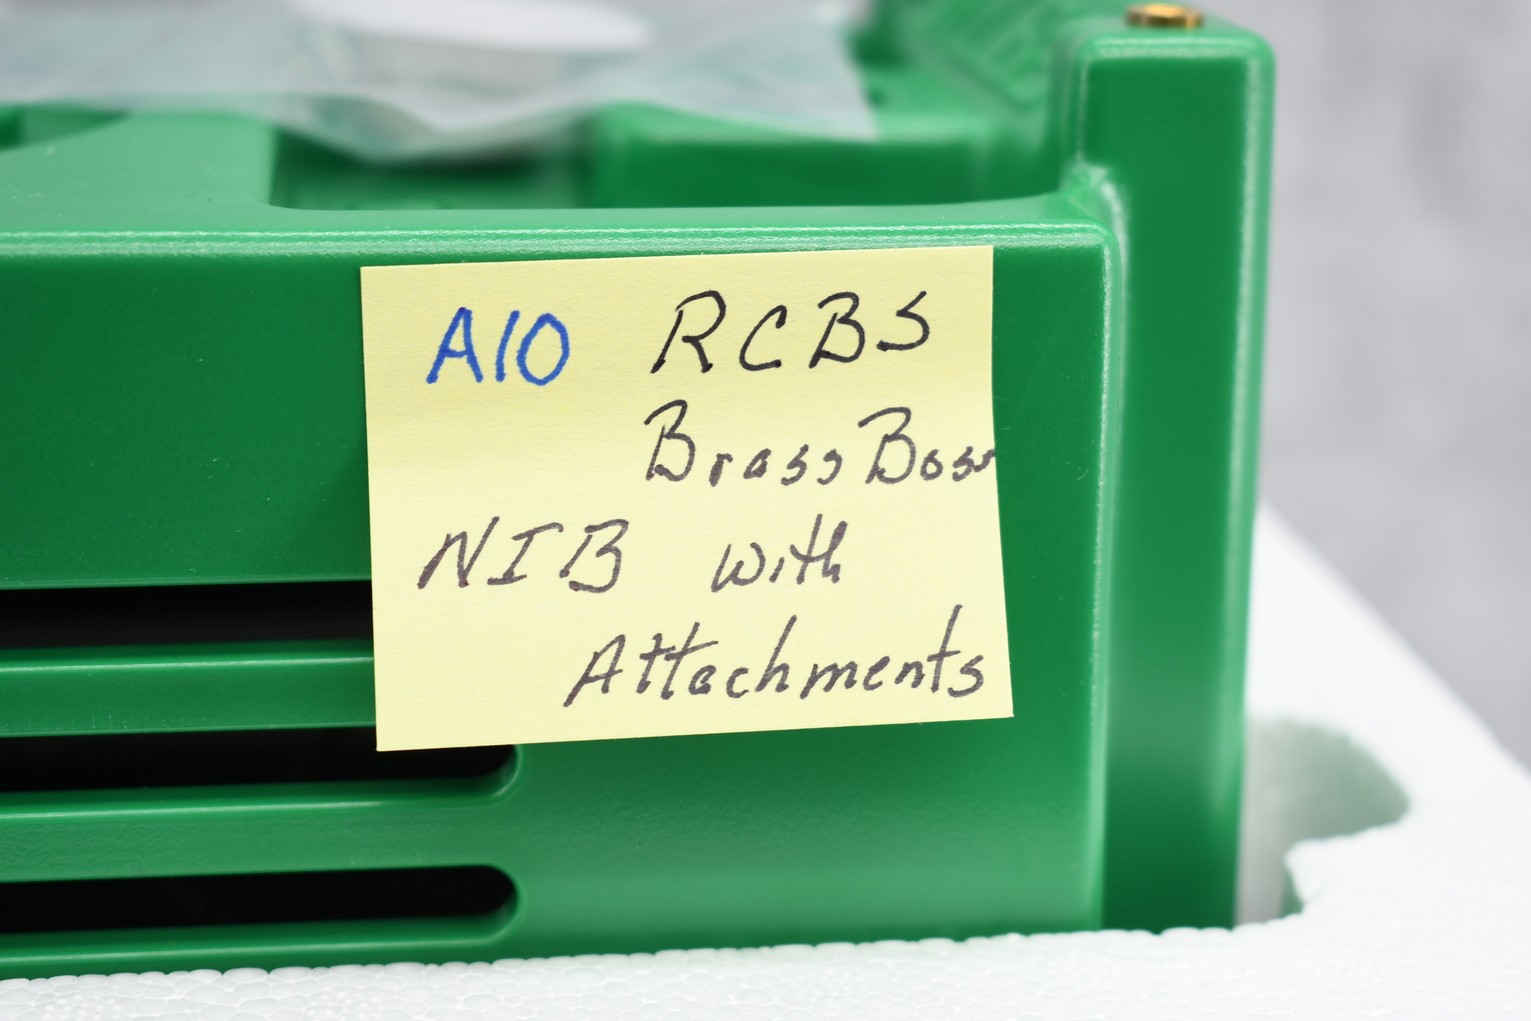 A10 RCBS
Brass Boss
NIB with
Attachments